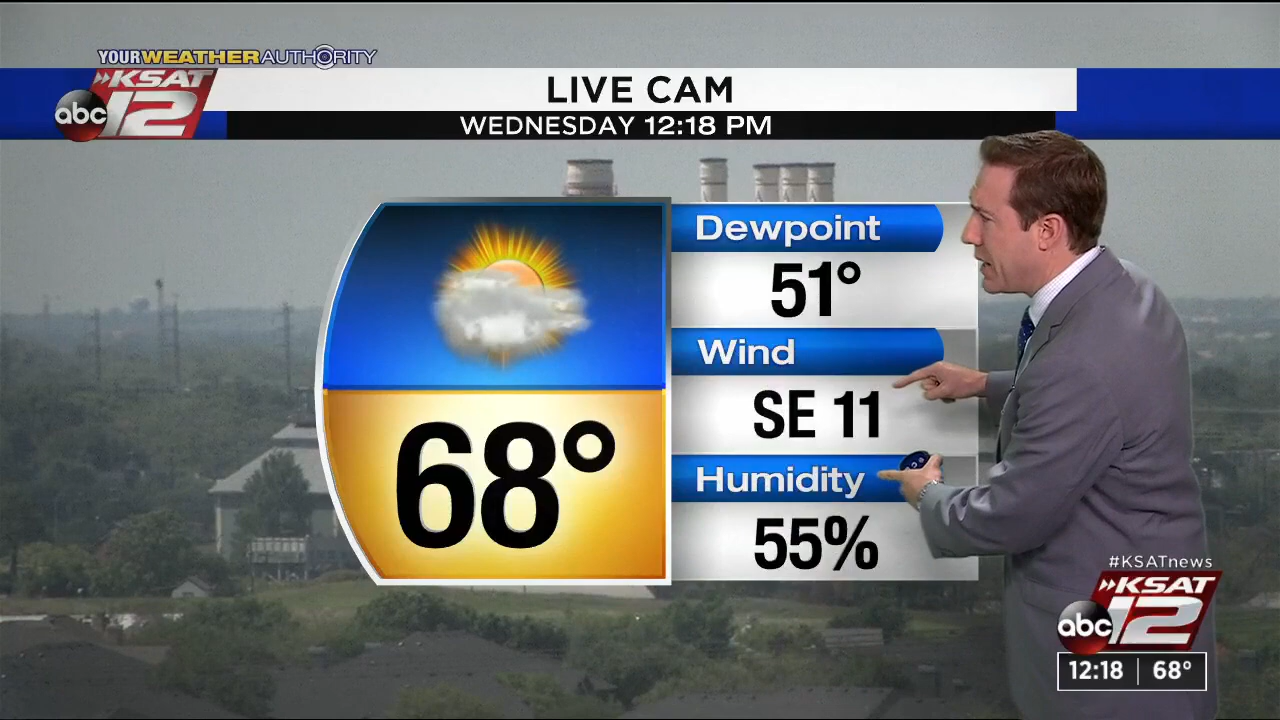 YOURWEATHERAUTHORITY
KSAT
abc 12
LIVE CAM
WEDNESDAY 12:18 PM
Dewpoint
51°
Wind
SE 11
68°
Humidity
55%
#KSATnews
KSAT
abc 12
12:18 68°